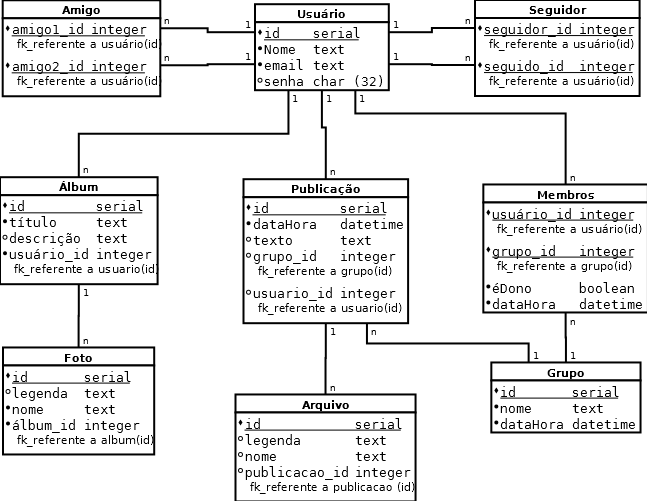 Amigo
amigo1_id integer
fk_referente a usuário(id)
amigo2_id integer
fk_referente a usuário(id)
n
1
n
1
Usuário
id serial
Nome text
email text
senha char (32)
1
n
1
n
Seguidor
seguidor_id integer
fk_referente a usuário(id)
seguido_id integer
fk_referente a usuário(id)
1
1
1
n
n
n
Álbum
id serial
título text
descrição text
usuário_id integer
fk_referente a usuario(id)
Publicação
id serial
dataHora datetime
texto text
grupo_id integer
fk_referente a grupo(id)
usuario_id integer
fk_referente a usuario(id)
Membros
usuário_id integer
fk_referente a usuário(id)
grupo_id integer
fk_referente a grupo(id)
éDono boolean
dataHora datetime
1
n
1
n
n
1
n
1
Foto
id serial
legenda text
nome text
álbum_id integer
fk_referente a album(id)
Arquivo
id serial
legenda text
nome text
publicacao_id integer
fk_referente a publicacao (id)
Grupo
id serial
nome text
dataHora datetime